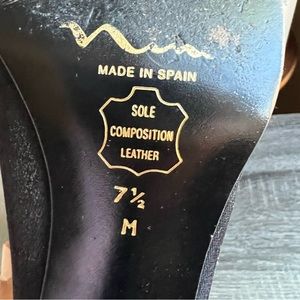 Nina
MADE IN SPAIN
SOLE
COMPOSITION
LEATHER
7½
M